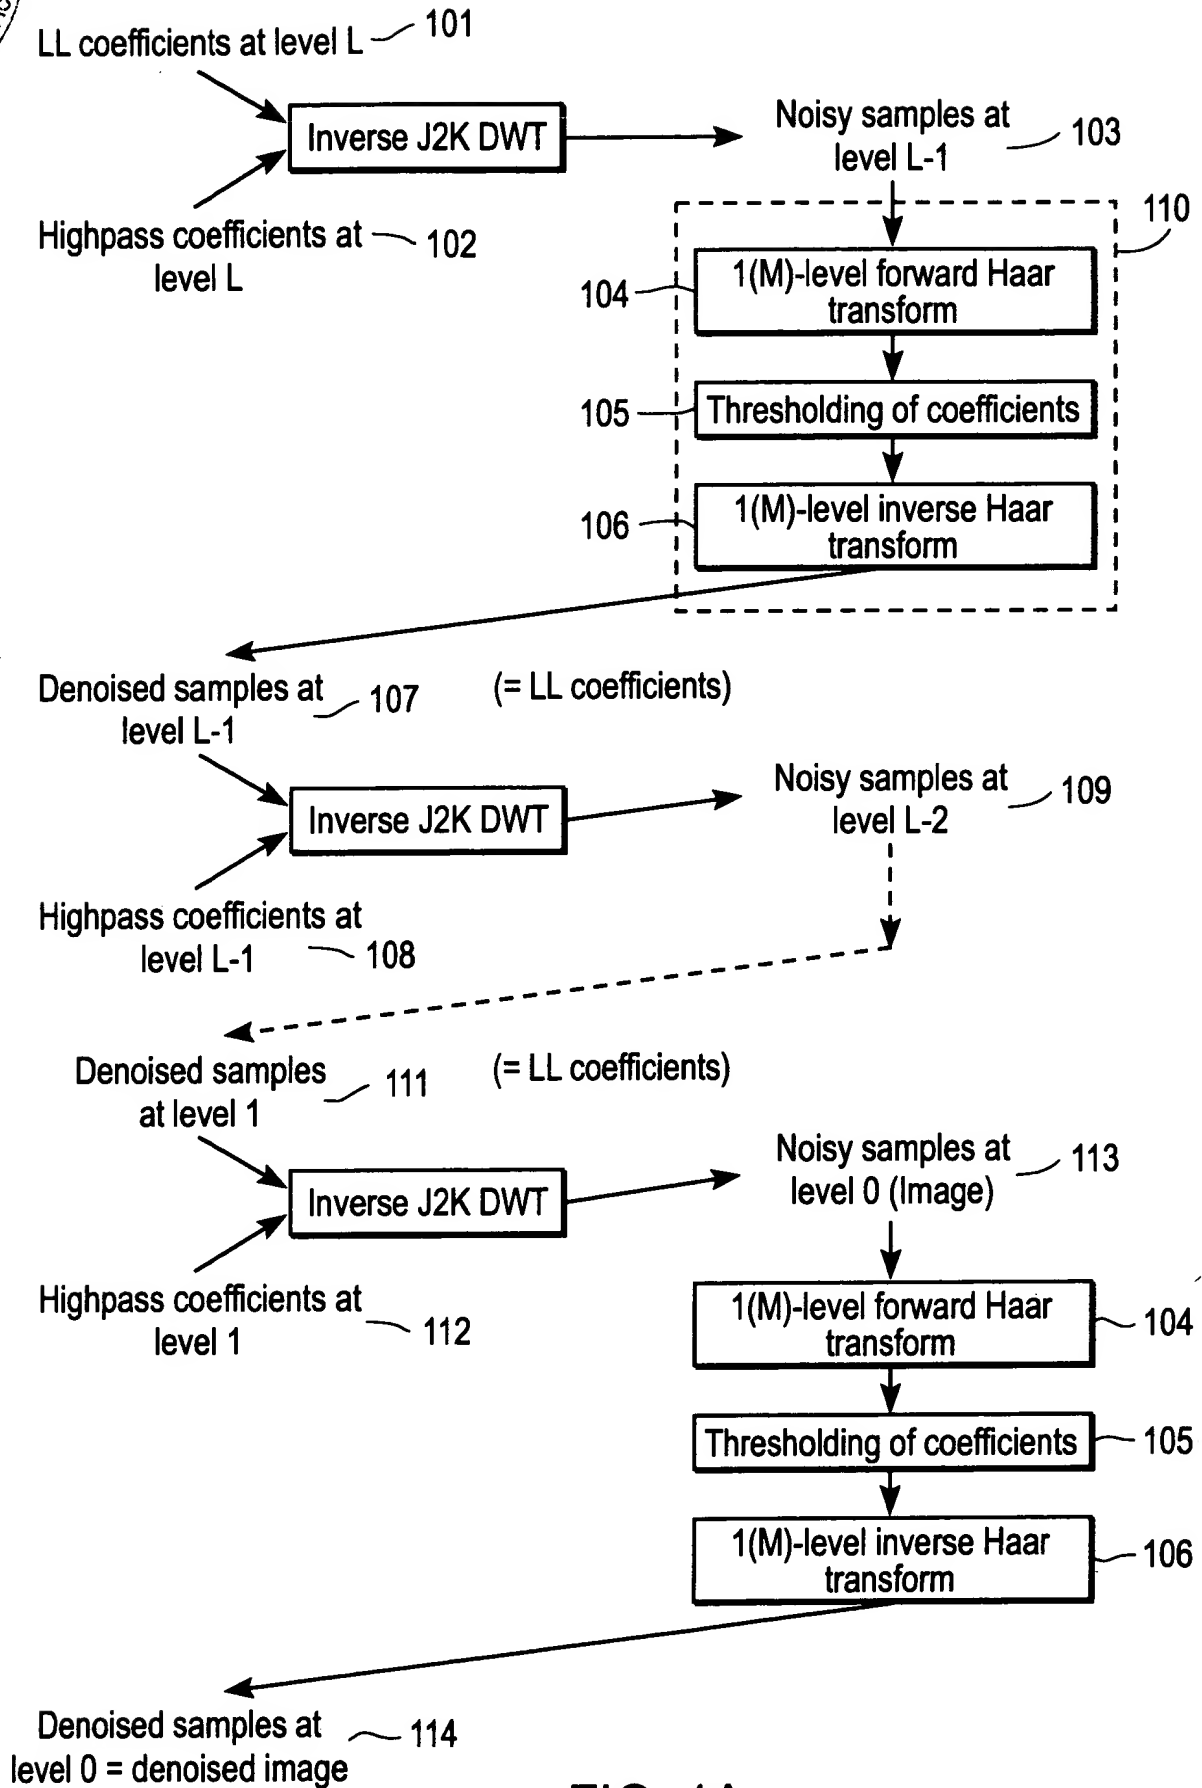 LL coefficients at level L
101
Inverse J2K DWT
Noisy samples at
level L-1
103
Highpass coefficients at
level L
102
110
104
1(M)-level forward Haar
transform
105
Thresholding of coefficients
106
1(M)-level inverse Haar
transform
Denoised samples at
level L-1
107
(= LL coefficients)
Inverse J2K DWT
Noisy samples at
level L-2
109
Highpass coefficients at
level L-1
108
Denoised samples
at level 1
111
(= LL coefficients)
Inverse J2K DWT
Noisy samples at
level 0 (Image)
113
Highpass coefficients at
level 1
112
1(M)-level forward Haar
transform
104
Thresholding of coefficients
105
1(M)-level inverse Haar
transform
106
Denoised samples at
level 0 = denoised image
114